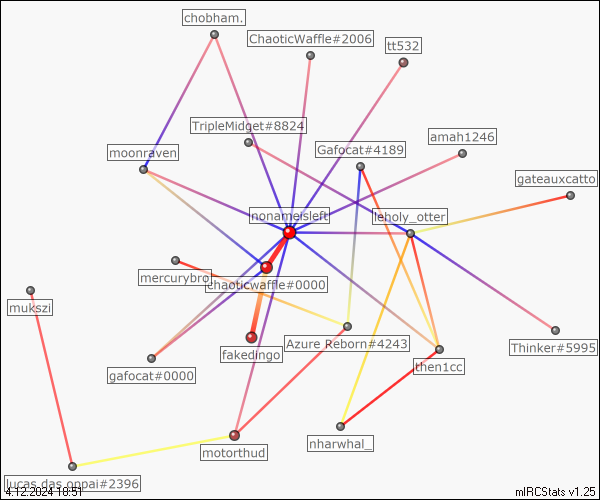 chobham.
ChaoticWaffle#2006
tt532
TripleMidget#8824
amah1246
moonraven
Gafocat#4189
gateauxcatto
nonameisleft
leholy_otter
mercurybro
chaoticwaffle#0000
mukszi
Azure Reborn#4243
Thinker#5995
fakedingo
then1cc
gafocat#0000
nharwhal_
motorthud
lucas.das.oppai#2396
4.12.2024 18:51
mIRCStats v1.25